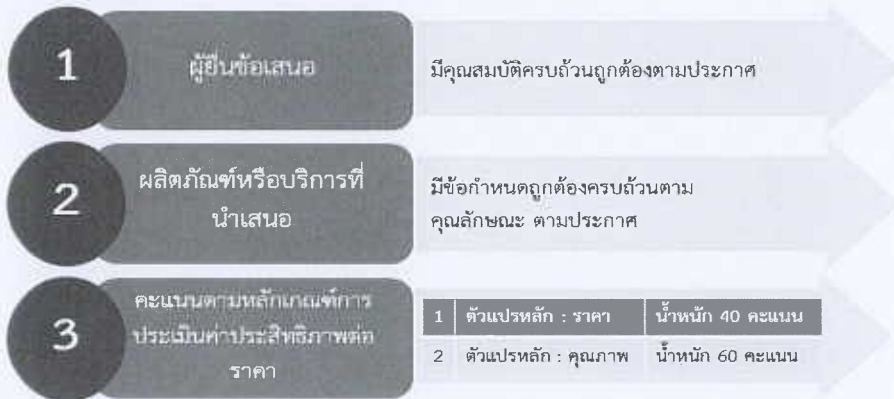 1
ผู้ยื่นข้อเสนอ
มีคุณสมบัติครบถ้วนถูกต้องตามประกาศ
2
ผลิตภัณฑ์หรือบริการที่
นำเสนอ
มีข้อกำหนดถูกต้องครบถ้วนตาม
คุณลักษณะ ตามประกาศ
3
คะแนนตามหลักเกณฑ์การ
ประเมินค่าประสิทธิภาพต่อ
ราคา
1 ตัวแปรหลัก : ราคา น้ำหนัก 40 คะแนน
2 ตัวแปรหลัก : คุณภาพ น้ำหนัก 60 คะแนน